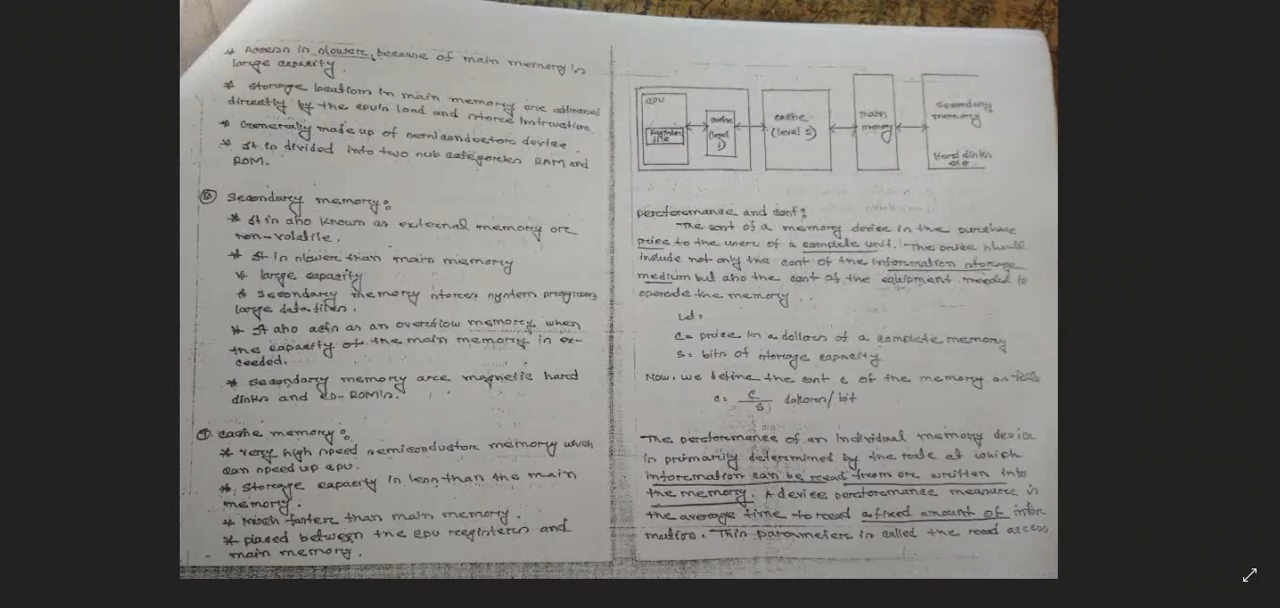 * Access is slower, because of main memory is
large capacity.
* Storage locations in main memory are addressed
directly by the cpu's load and store instruction.
* Generally made up of semiconductor device.
* It is divided into two sub categories RAM and
ROM.
③ Secondary memory:
* It is also known as external memory or
non-volatile.
* It is slower than main memory
* large capacity
* secondary memory stores system programs,
large data files.
* It also acts as an overflow memory when
the capacity of the main memory is ex-
ceeded.
* Secondary memory are magnetic hard
disks and CD-ROM's.
④ cache memory:
* very high speed semiconductor memory which
can speed up cpu.
* Storage capacity is less than the main
memory.
* Much faster than main memory.
* placed between the cpu registers and
main memory.
CPU
Register
file
cache
(level
1)
cache
(level 2)
main
memory
secondary
memory
Hard disks
etc.
performance and cost:
The cost of a memory device is the purchase
price to the users of a complete unit. The price should
include not only the cost of the information storage
medium but also the cost of the equipment needed to
operate the memory.
Let,
C = price in a dollars of a complete memory
S = bits of storage capacity
Now, we define the cost c of the memory as
c = C/S dollors/bit
The performance of an individual memory device
is primarily determined by the rate at which
information can be read from or written into
the memory. A device performance measure is
the average time to read a fixed amount of infor
mation. This parameters is called the read access